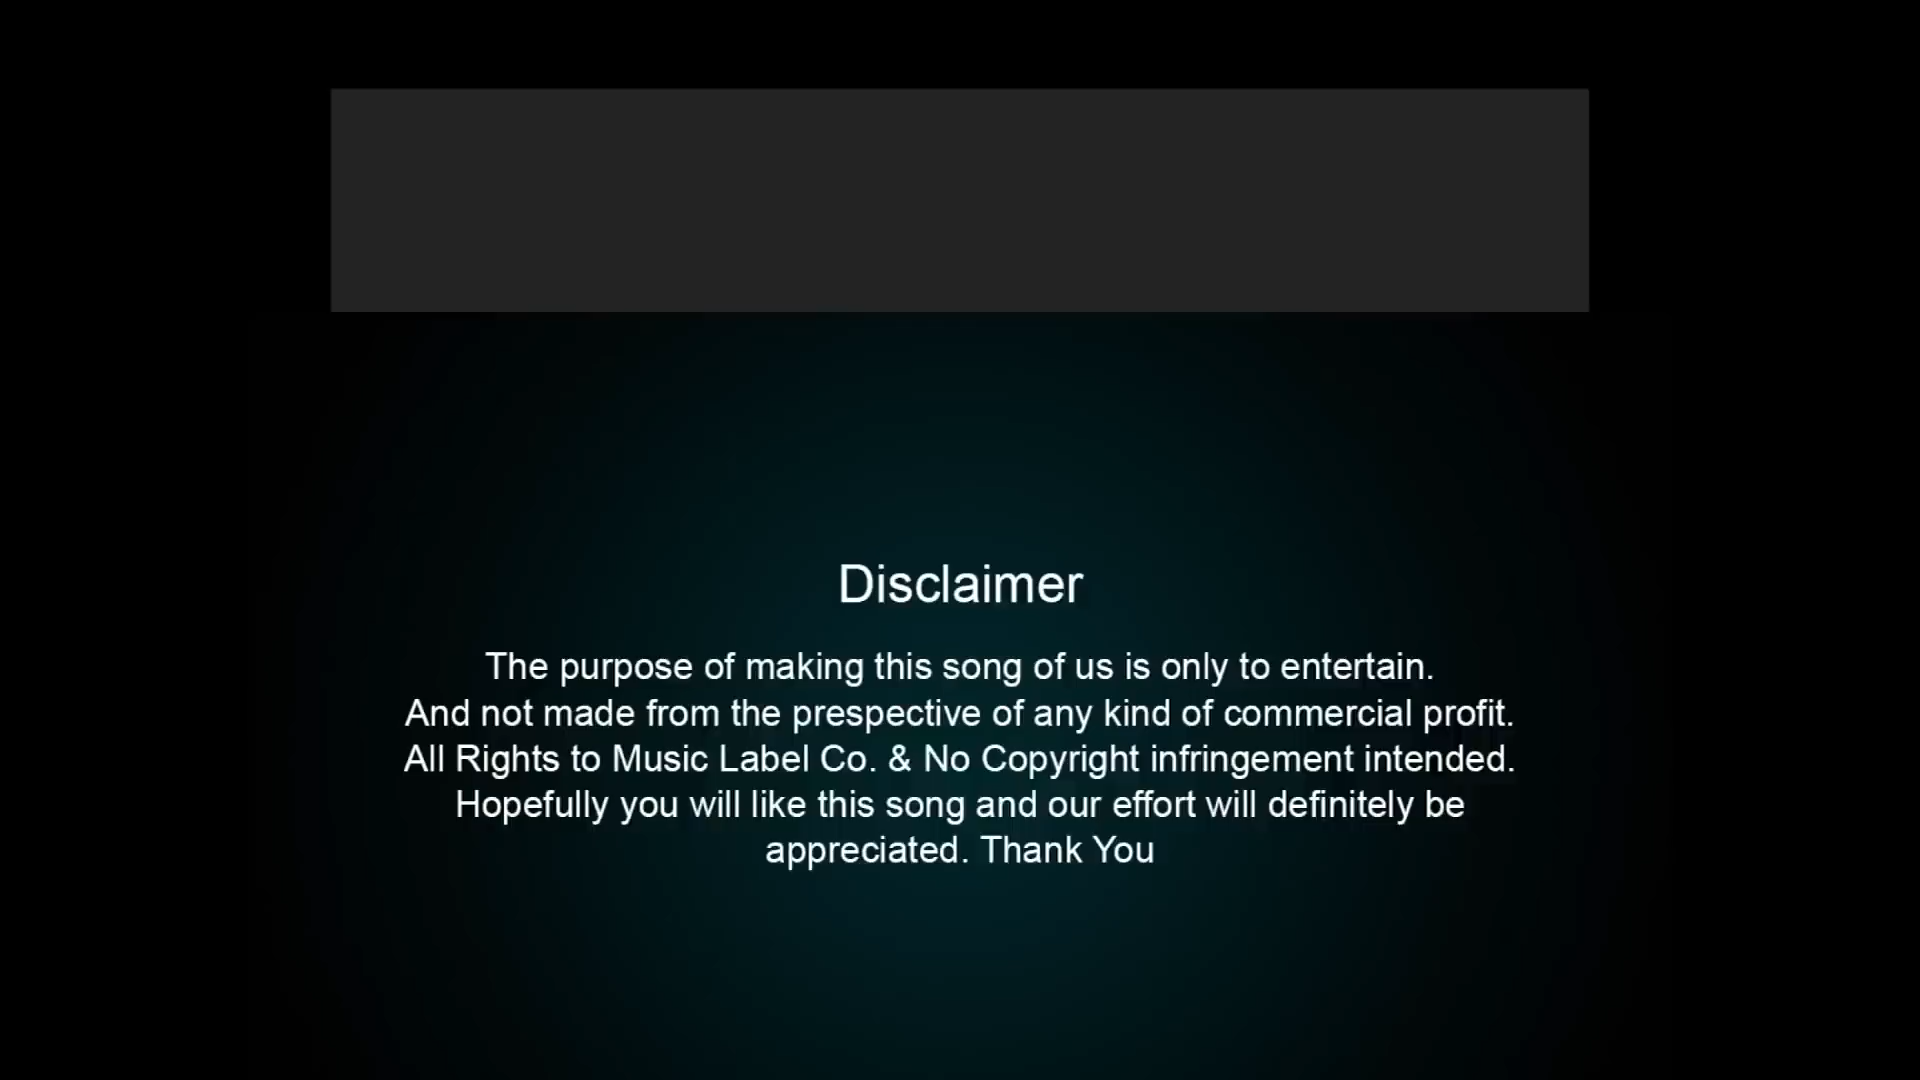 Disclaimer
The purpose of making this song of us is only to entertain.
And not made from the prespective of any kind of commercial profit.
All Rights to Music Label Co. & No Copyright infringement intended.
Hopefully you will like this song and our effort will definitely be
appreciated. Thank You